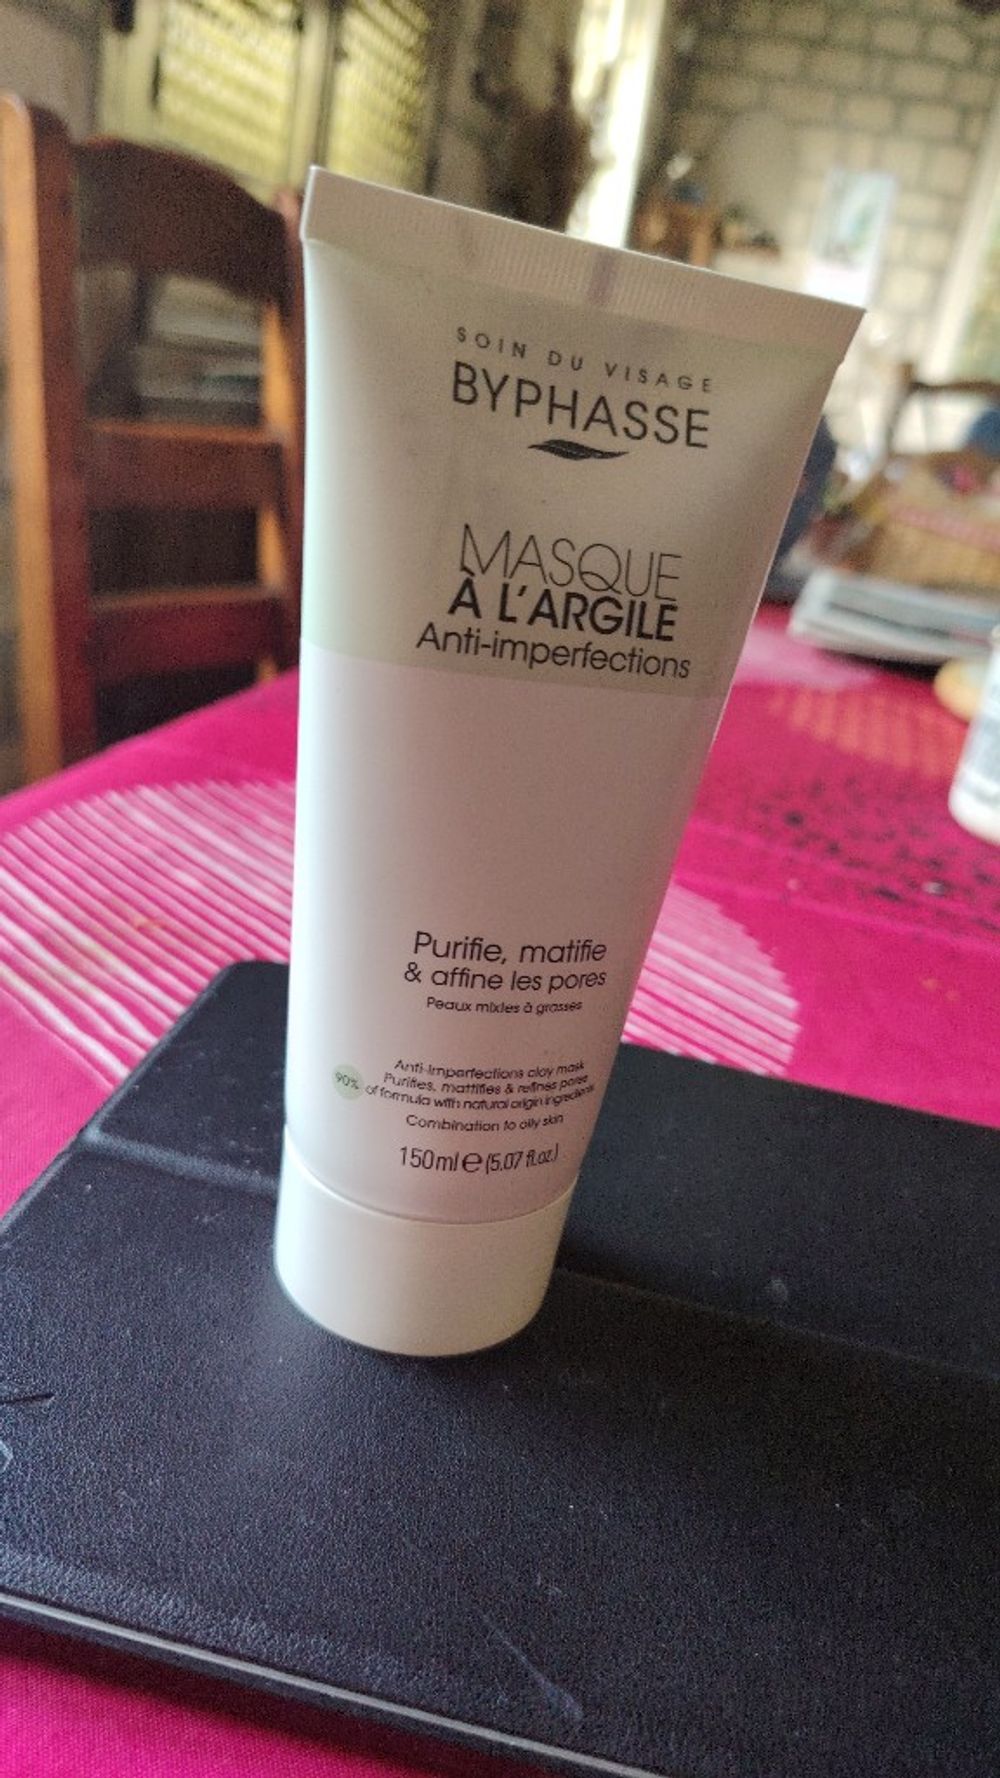 SOIN DU VISAGE
BYPHASSE
MASQUE
À L'ARGILE
Anti-imperfections
Purifie, matifie
& affine les pores
Peaux mixtes à grasses
Anti-imperfections clay mask
Purifies, mattifies & refines pores
90% of formula with natural origin ingredients
Combination to oily skin
150ml e (5.07 fl.oz.)